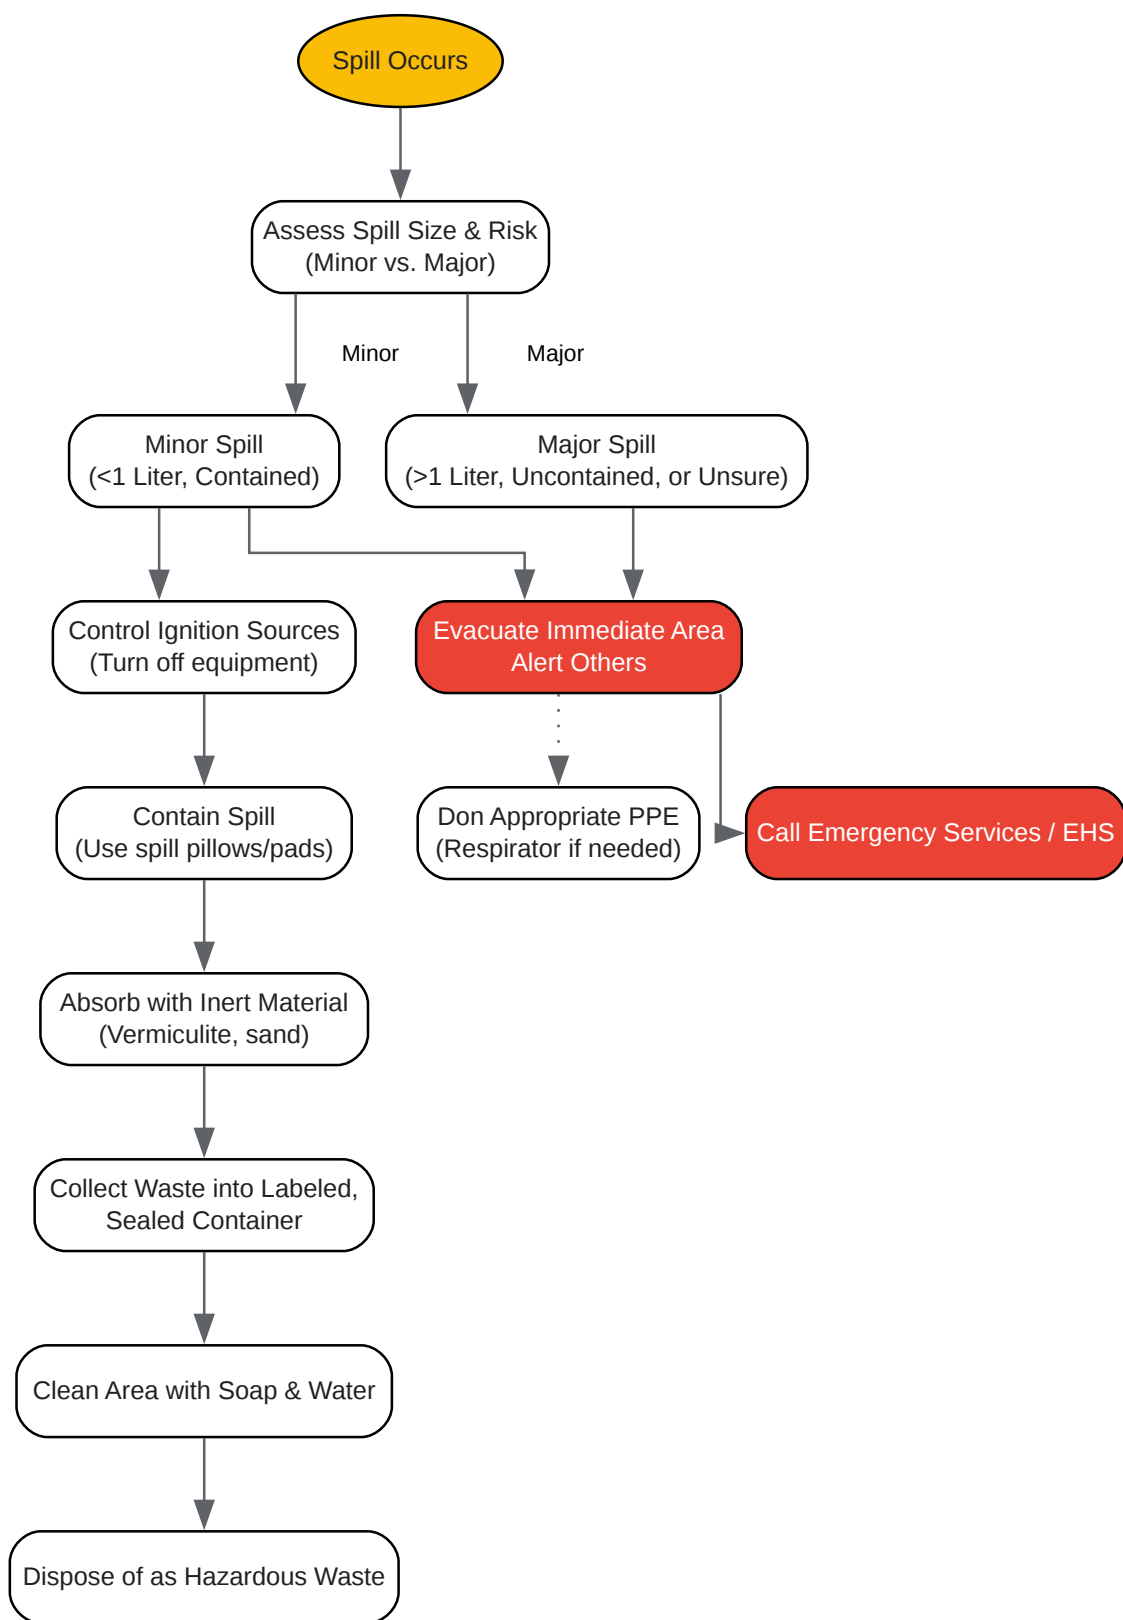 Spill Occurs
Assess Spill Size & Risk
(Minor vs. Major)
Minor
Major
Minor Spill
(<1 Liter, Contained)
Major Spill
(>1 Liter, Uncontained, or Unsure)
Control Ignition Sources
(Turn off equipment)
Evacuate Immediate Area
Alert Others
Contain Spill
(Use spill pillows/pads)
Don Appropriate PPE
(Respirator if needed)
Call Emergency Services / EHS
Absorb with Inert Material
(Vermiculite, sand)
Collect Waste into Labeled,
Sealed Container
Clean Area with Soap & Water
Dispose of as Hazardous Waste